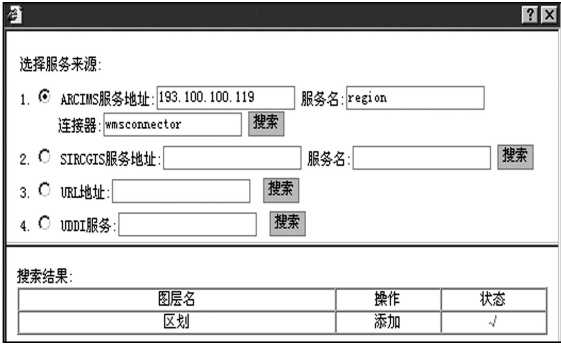 选择服务来源:
1. ARCIMS服务地址: 193.100.100.119 服务名: region
连接器: wmsconnector 搜索
2. SIRCGIS服务地址: 服务名: 搜索
3. URL地址: 搜索
4. UDDI服务: 搜索
搜索结果:
图层名 操作 状态
区划 添加 √